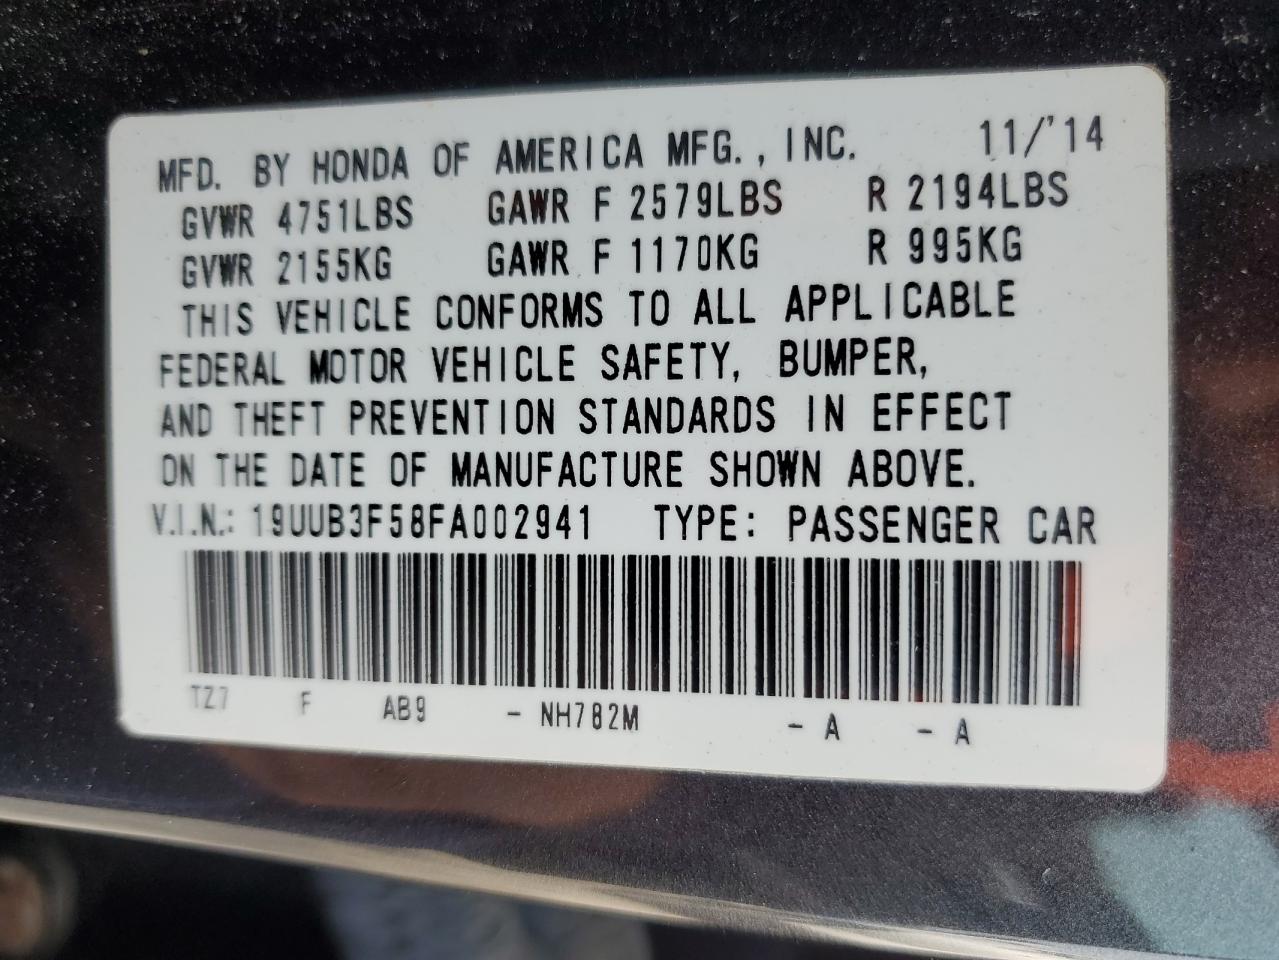 MFD. BY HONDA OF AMERICA MFG., INC. 11/'14
GVWR 4751LBS GAWR F 2579LBS R 2194LBS
GVWR 2155KG GAWR F 1170KG R 995KG
THIS VEHICLE CONFORMS TO ALL APPLICABLE
FEDERAL MOTOR VEHICLE SAFETY, BUMPER,
AND THEFT PREVENTION STANDARDS IN EFFECT
ON THE DATE OF MANUFACTURE SHOWN ABOVE.
V.I.N.: 19UUB3F58FA002941 TYPE: PASSENGER CAR
TZ7 F AB9 - NH782M - A - A